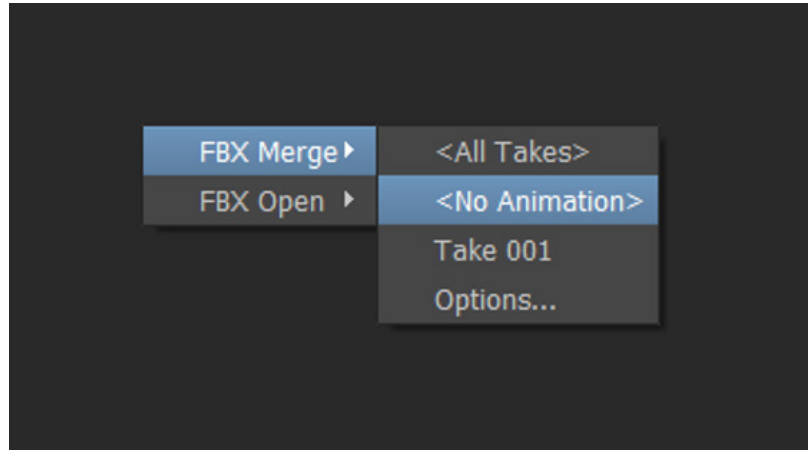 FBX Merge
FBX Open
<All Takes>
<No Animation>
Take 001
Options...